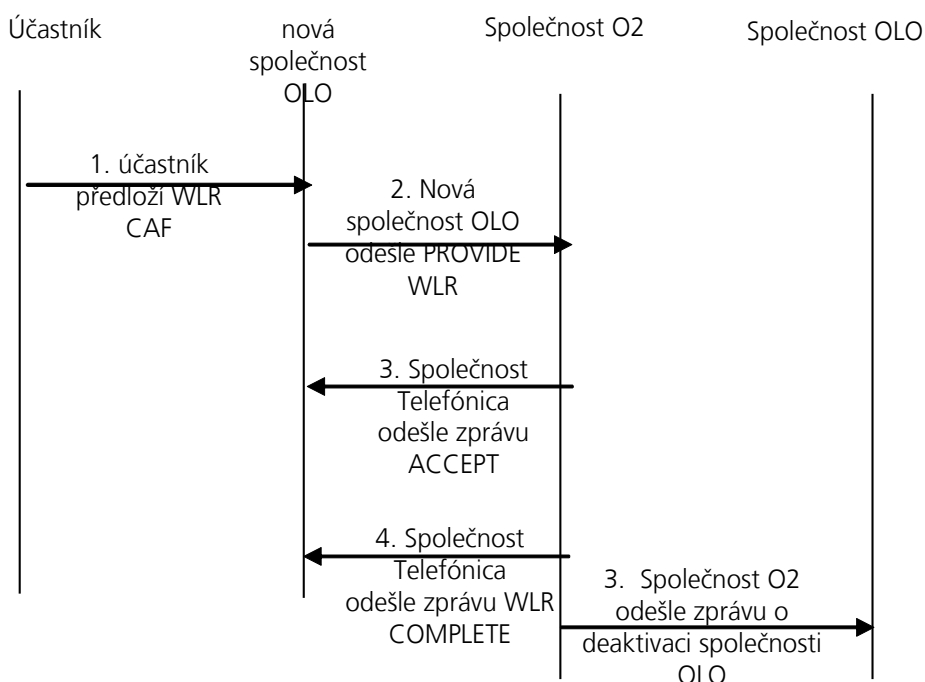 Účastník
nová
společnost
OLO
Společnost O2
Společnost OLO
1. účastník
předloží WLR
CAF
2. Nová
společnost OLO
odešle PROVIDE
WLR
3. Společnost
Telefónica
odešle zprávu
ACCEPT
4. Společnost
Telefónica
odešle zprávu WLR
COMPLETE
3. Společnost O2
odešle zprávu o
deaktivaci společnosti
OLO